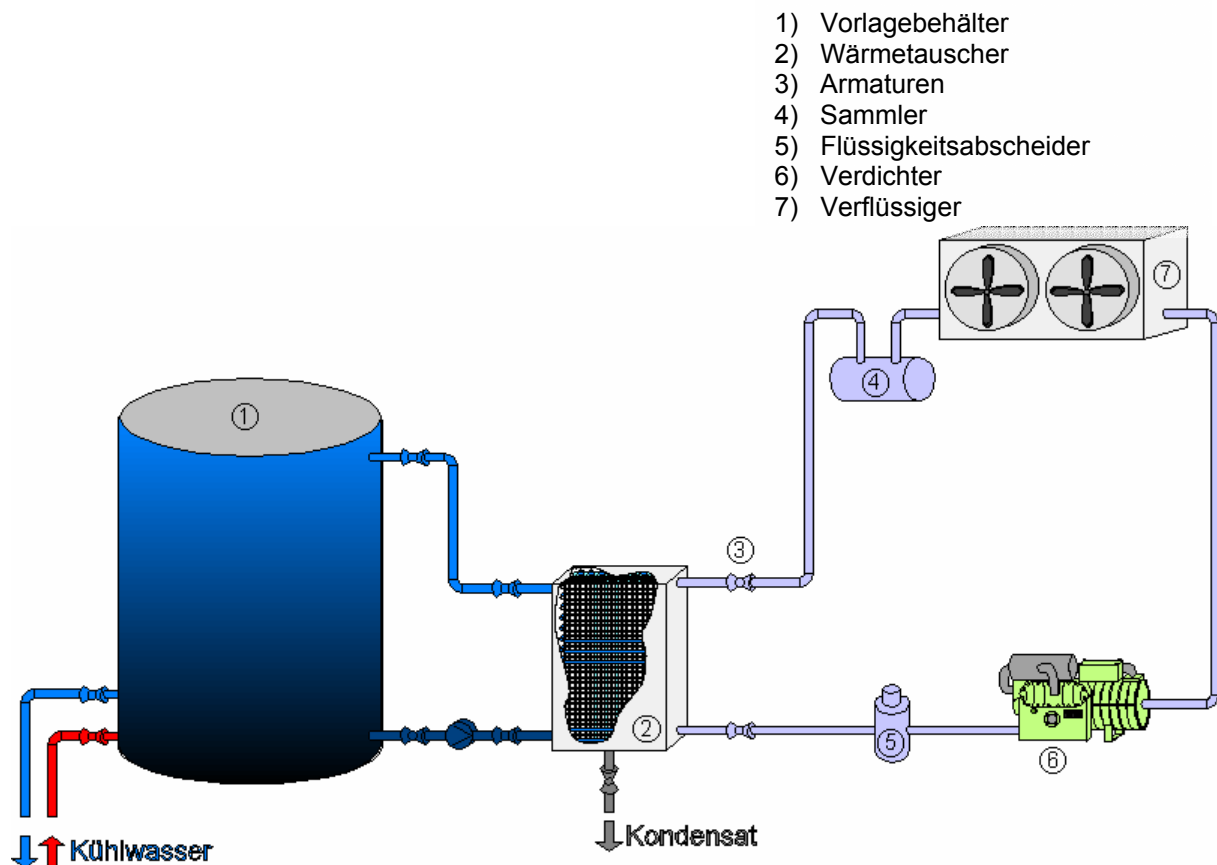 1) Vorlagebehälter
2) Wärmetauscher
3) Armaturen
4) Sammler
5) Flüssigkeitsabscheider
6) Verdichter
7) Verflüssiger
7
4
1
3
2
5
6
Kondensat
Kühlwasser